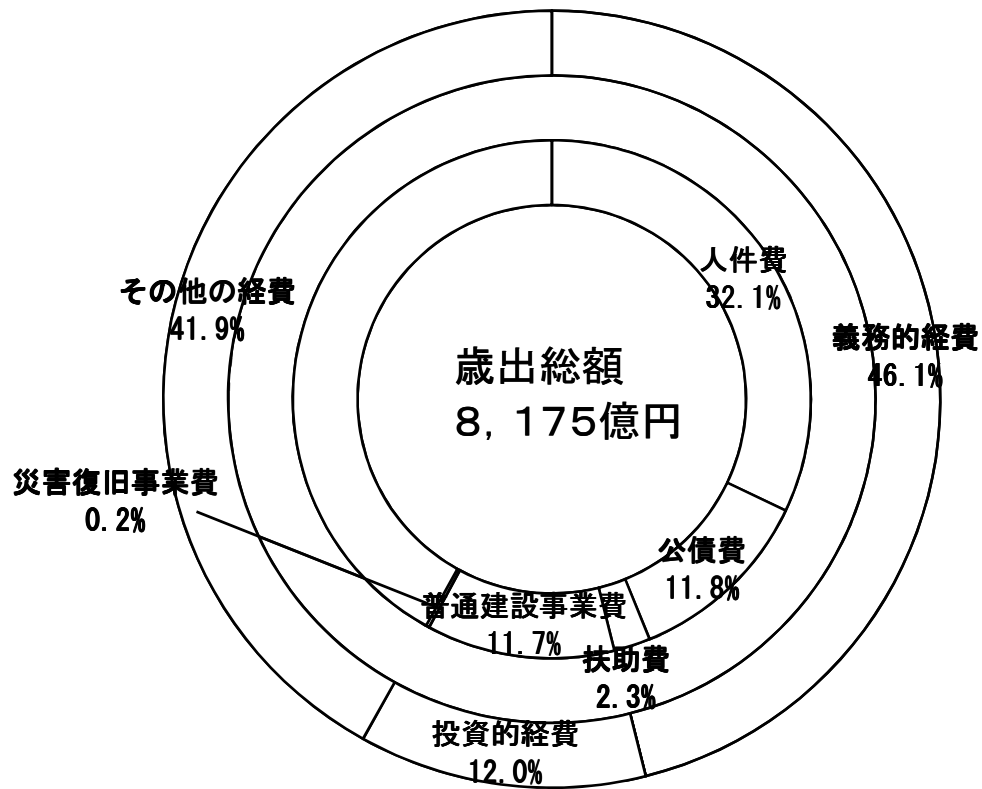 人件費
32.1%
その他の経費
41.9%
義務的経費
46.1%
歳出総額
8,175億円
災害復旧事業費
0.2%
公債費
11.8%
普通建設事業費
11.7%
扶助費
2.3%
投資的経費
12.0%